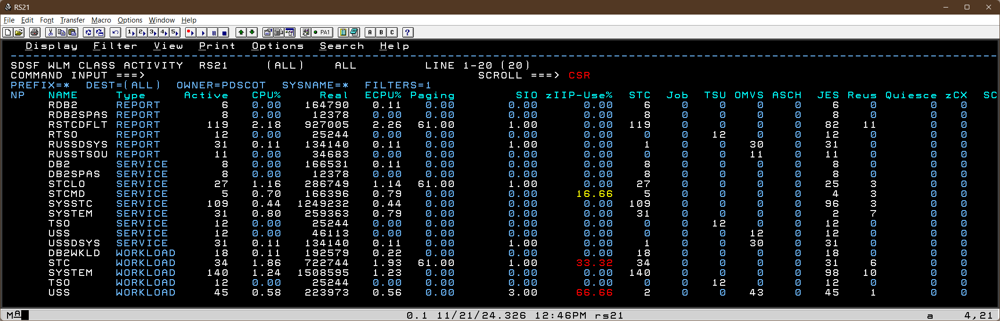 RS21
File Edit Font Transfer Macro Options Window Help
1 2 3 4 5 PA1 A B C ?
Display Filter View Print Options Search Help
SDSF WLM CLASS ACTIVITY RS21 (ALL) ALL LINE 1-20 (20)
COMMAND INPUT ===> SCROLL ===> CSR
PREFIX=* DEST=(ALL) OWNER=PDSCOT SYSNAME=* FILTERS=1
NP NAME Type Active CPU% Real ECPU% Paging SIO zIIP-Use% STC Job TSU OMVS ASCH JES Reus Quiesce zCX SC
RDB2 REPORT 6 0.00 164790 0.11 0.00 0.00 0.00 6 0 0 0 0 6 0 0 0
RDB2SPAS REPORT 8 0.00 12378 0.00 0.00 0.00 0.00 8 0 0 0 0 8 0 0 0
RSTCDFLT REPORT 119 2.18 927005 2.26 61.00 1.00 0.00 119 0 0 0 0 82 11 0 0
RTSO REPORT 12 0.00 25244 0.00 0.00 0.00 0.00 0 0 12 0 0 12 0 0 0
RUSSDSYS REPORT 31 0.11 134140 0.11 0.00 1.00 0.00 1 0 0 30 0 31 0 0 0
RUSSTSOU REPORT 11 0.00 34683 0.00 0.00 0.00 0.00 0 0 0 11 0 11 0 0 0
DB2 SERVICE 8 0.00 166531 0.11 0.00 0.00 0.00 8 0 0 0 0 8 0 0 0
DB2SPAS SERVICE 8 0.00 12378 0.00 0.00 0.00 0.00 8 0 0 0 0 8 0 0 0
STCLO SERVICE 27 1.16 286749 1.14 61.00 1.00 0.00 27 0 0 0 0 25 3 0 0
STCMD SERVICE 5 0.70 166396 0.79 0.00 0.00 16.66 5 0 0 0 0 4 3 0 0
SYSSTC SERVICE 109 0.44 1249232 0.44 0.00 0.00 0.00 109 0 0 0 0 96 3 0 0
SYSTEM SERVICE 31 0.80 259363 0.79 0.00 0.00 0.00 31 0 0 0 0 2 7 0 0
TSO SERVICE 12 0.00 25244 0.00 0.00 0.00 0.00 0 0 12 0 0 12 0 0 0
USS SERVICE 12 0.00 46113 0.00 0.00 0.00 0.00 0 0 0 12 0 12 0 0 0
USSDSYS SERVICE 31 0.11 134140 0.11 0.00 1.00 0.00 1 0 0 30 0 31 0 0 0
DB2WKLD WORKLOAD 18 0.11 192579 0.22 0.00 0.00 0.00 18 0 0 0 0 18 0 0 0
STC WORKLOAD 34 1.86 722744 1.93 61.00 1.00 33.32 34 0 0 0 0 31 6 0 0
SYSTEM WORKLOAD 140 1.24 1508595 1.23 0.00 0.00 0.00 140 0 0 0 0 98 10 0 0
TSO WORKLOAD 12 0.00 25244 0.00 0.00 0.00 0.00 0 0 12 0 0 12 0 0 0
USS WORKLOAD 45 0.58 223973 0.56 0.00 3.00 66.66 2 0 0 43 0 45 1 0 0
MA 0.1 11/21/24.326 12:46PM rs21 a 4,21